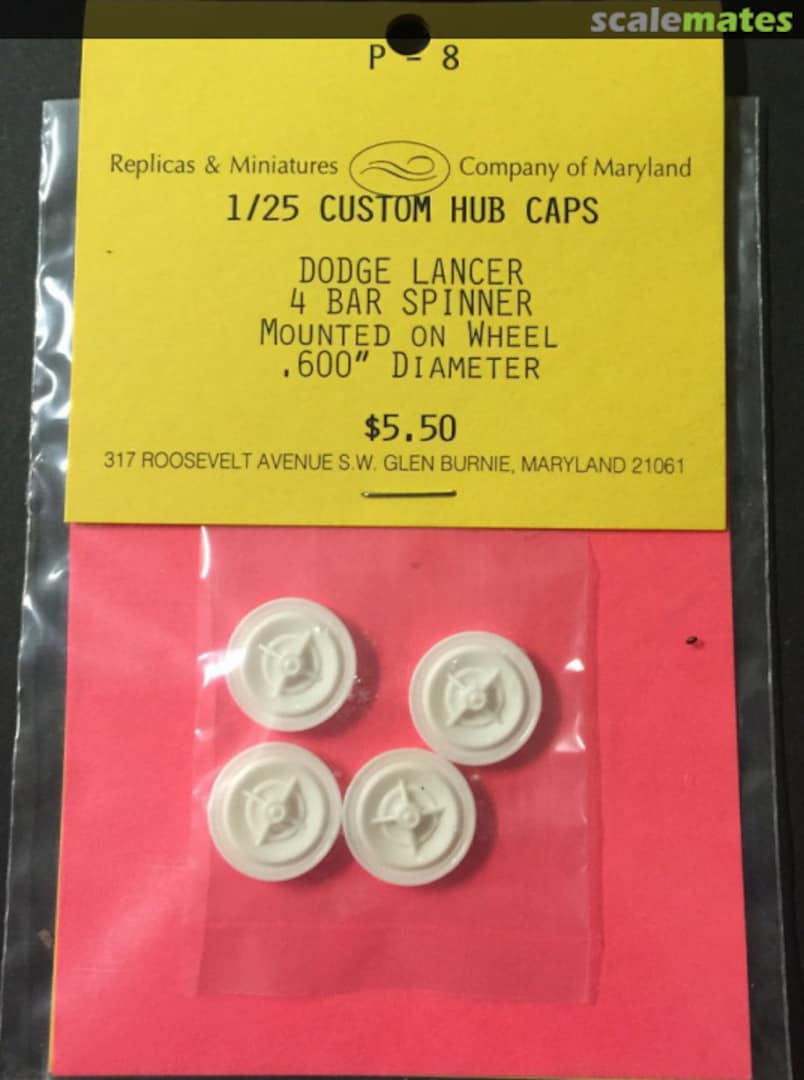 scalemates
P - 8
Replicas & Miniatures Company of Maryland
1/25 CUSTOM HUB CAPS
DODGE LANCER
4 BAR SPINNER
MOUNTED ON WHEEL
.600" DIAMETER
$5.50
317 ROOSEVELT AVENUE S.W. GLEN BURNIE, MARYLAND 21061